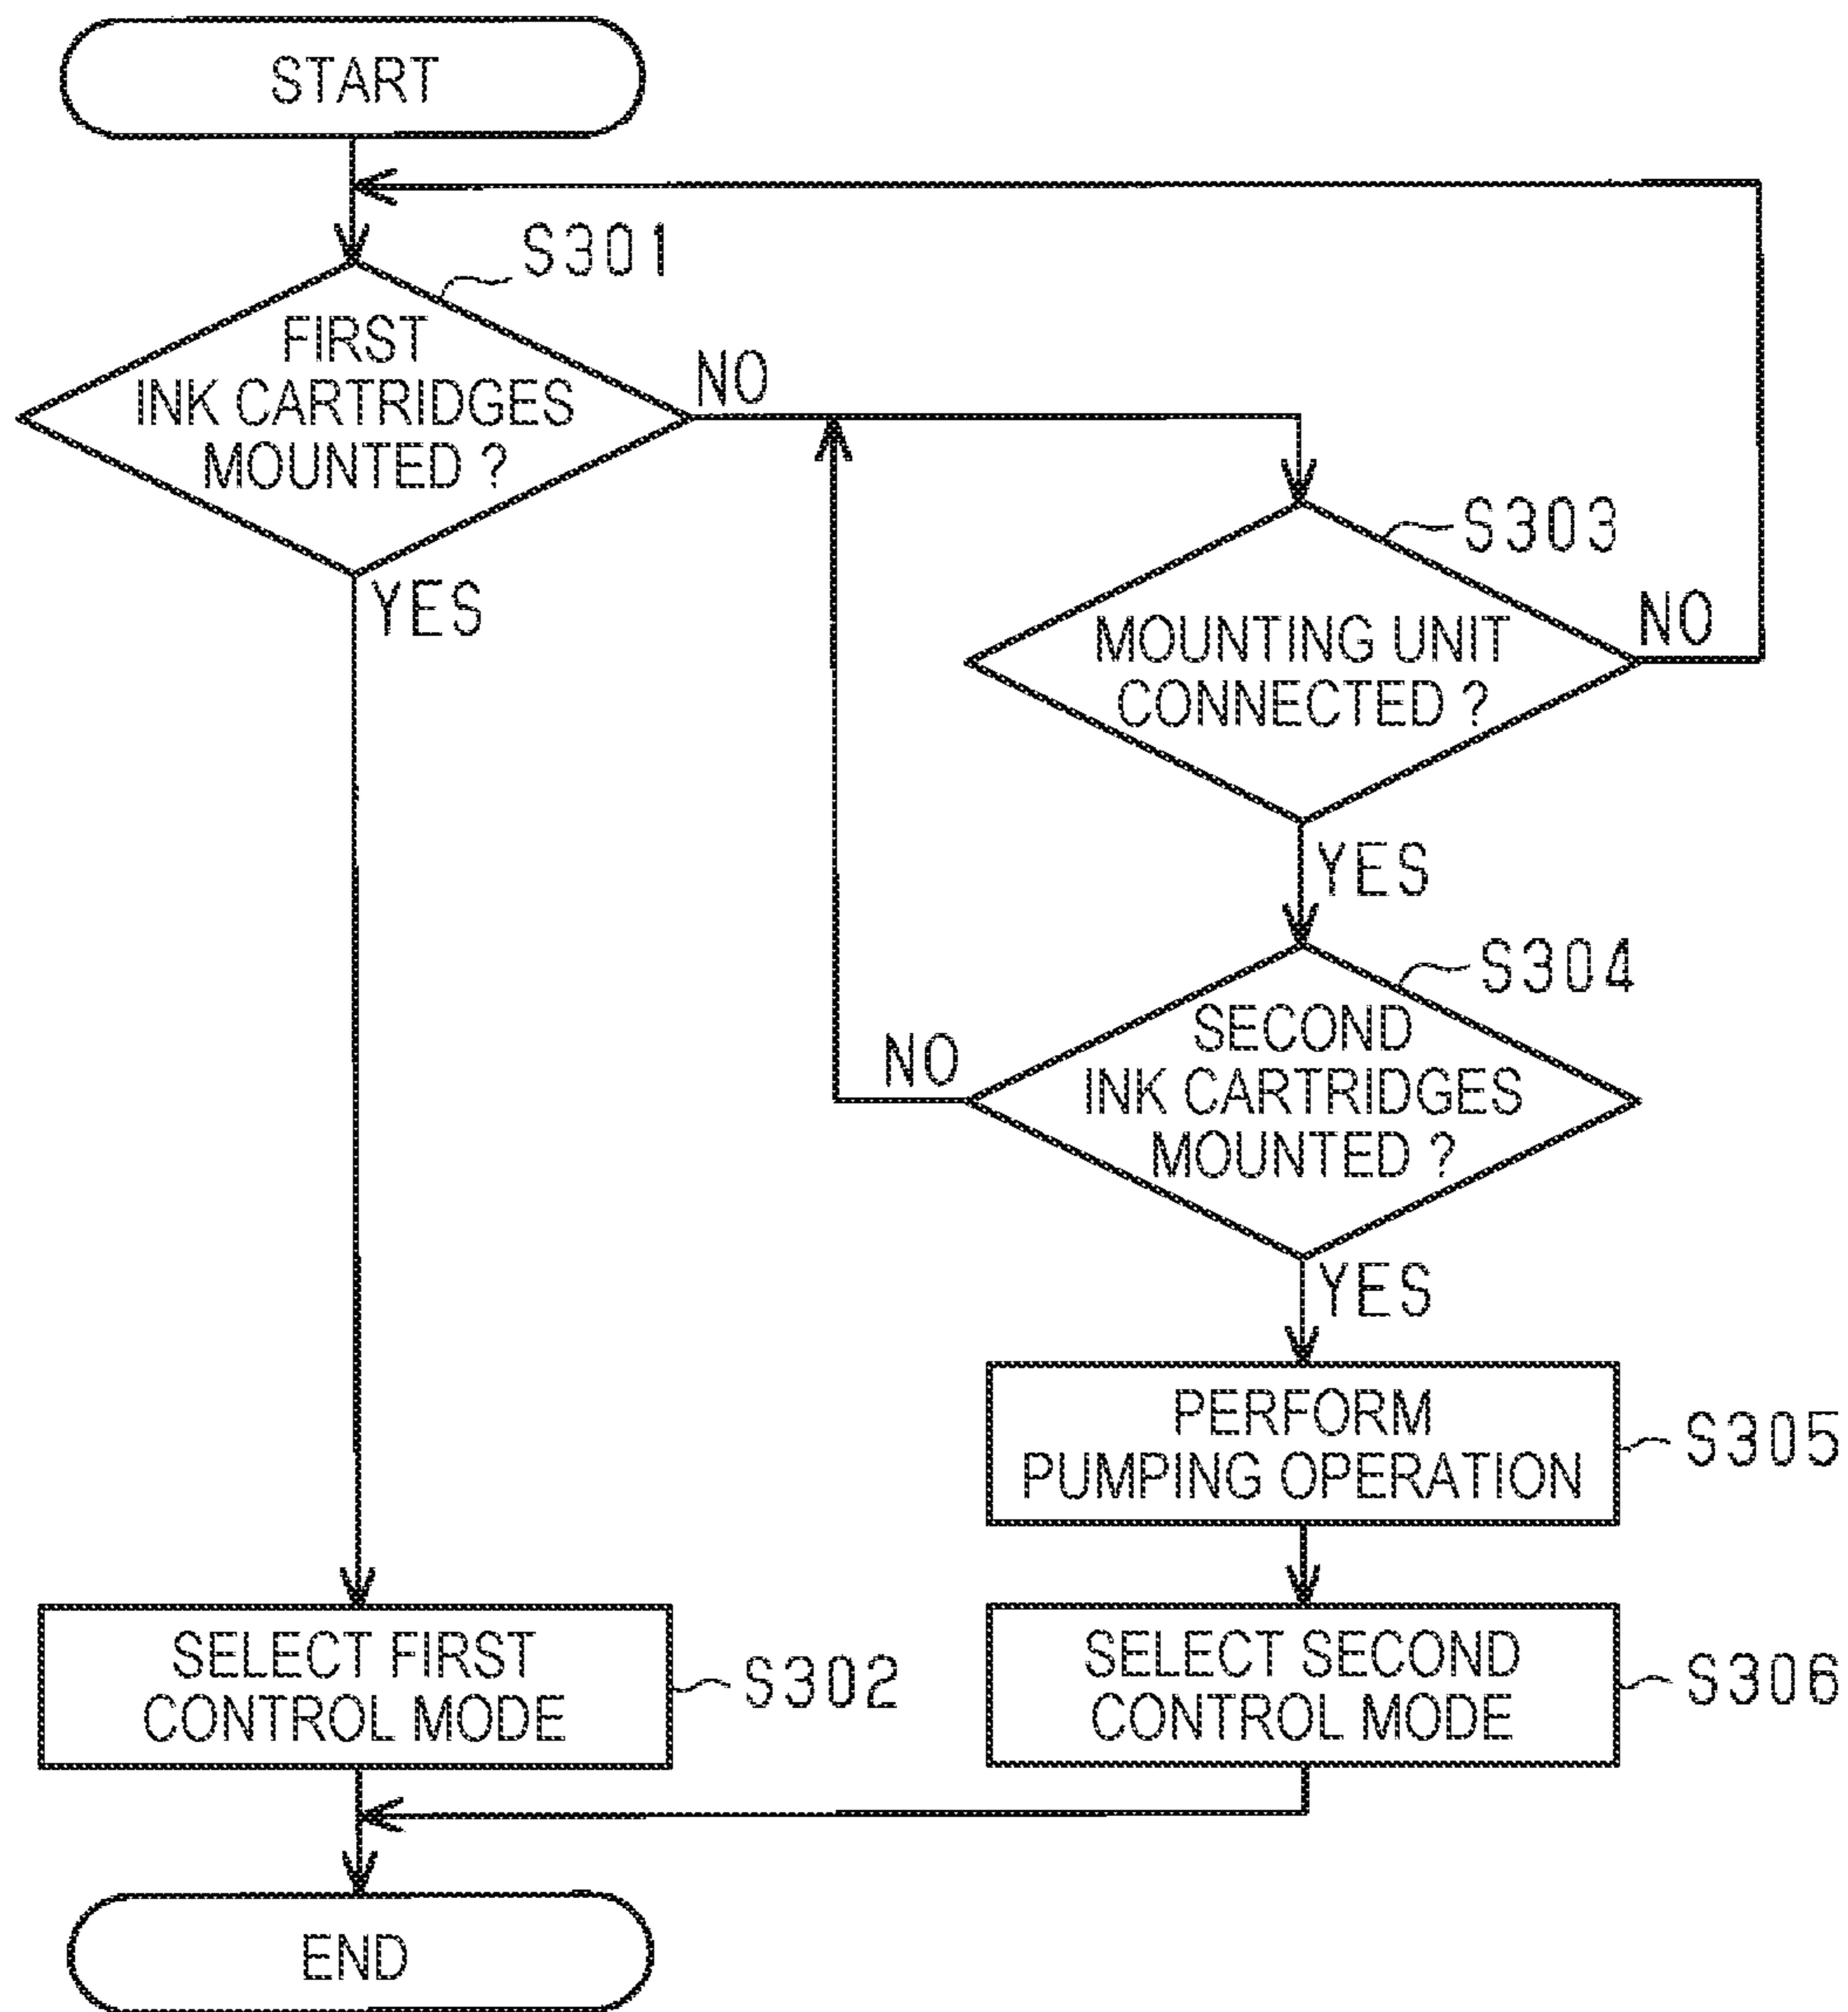 START
S301
FIRST
INK CARTRIDGES
MOUNTED ?
NO
YES
S303
MOUNTING UNIT
CONNECTED ?
NO
YES
S304
SECOND
INK CARTRIDGES
MOUNTED ?
NO
YES
PERFORM
PUMPING OPERATION
S305
SELECT FIRST
CONTROL MODE
S302
SELECT SECOND
CONTROL MODE
S306
END